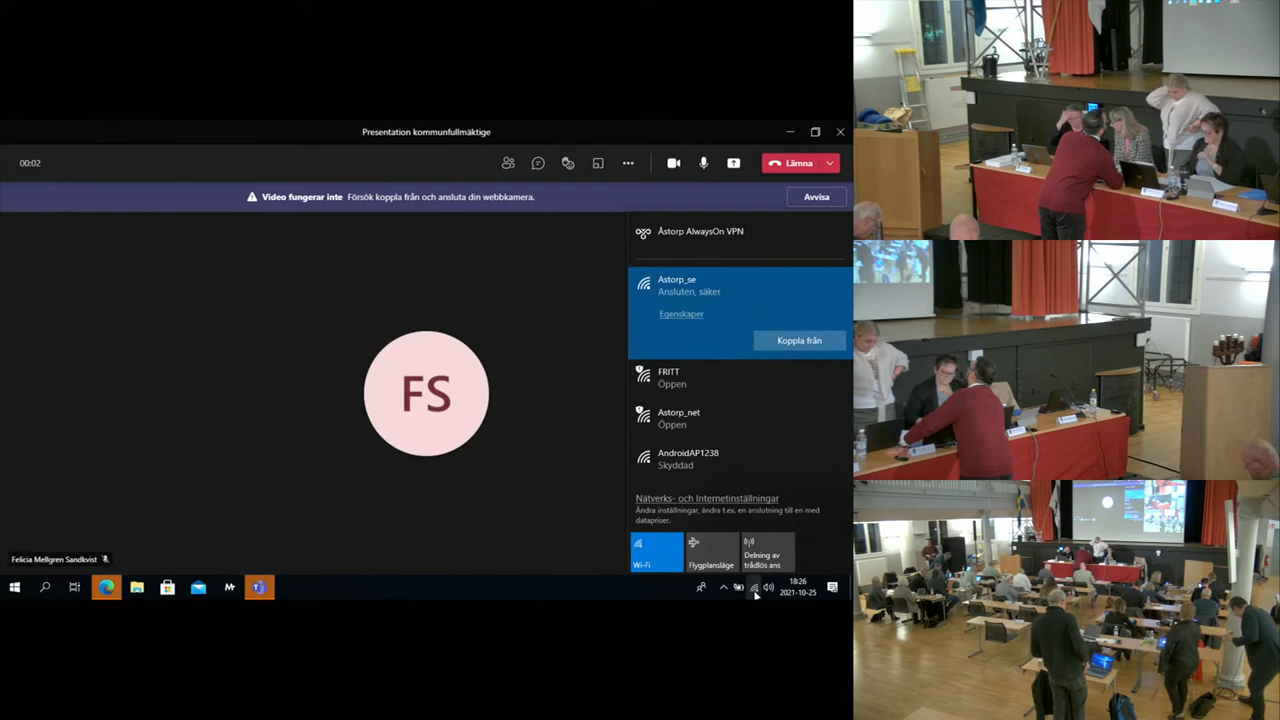 Presentation kommunfullmäktige
00:02
Lämna
Video fungerar inte Försök koppla från och ansluta din webbkamera.
Avvisa
Åstorp AlwaysOn VPN
Astorp_se
Ansluten, säker
Egenskaper
Koppla från
FRITT
Öppen
Astorp_net
Öppen
AndroidAP1238
Skyddad
Nätverks- och Internetinställningar
Ändra inställningar, ändra t.ex. en anslutning till en med
datapriser.
Wi-Fi
Flygplansläge
Delning av
trådlös ans
FS
Felicia Mellgren Sandkvist
18:26
2021-10-25